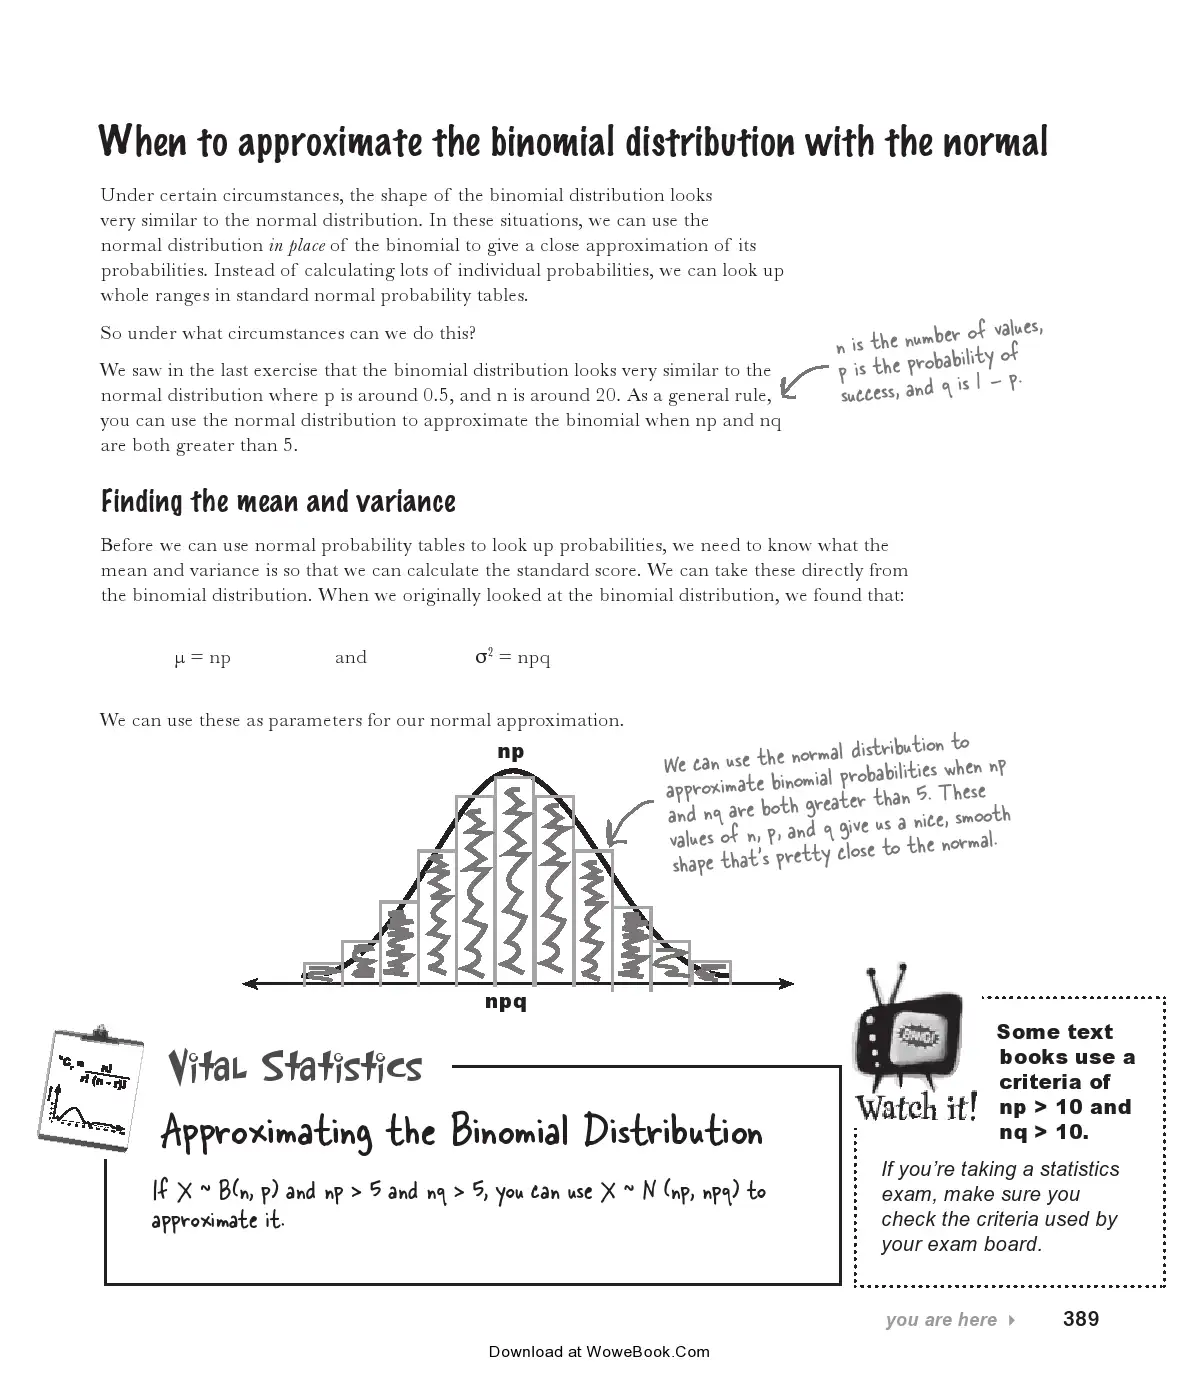 When to approximate the binomial distribution with the normal
Under certain circumstances, the shape of the binomial distribution looks
very similar to the normal distribution. In these situations, we can use the
normal distribution in place of the binomial to give a close approximation of its
probabilities. Instead of calculating lots of individual probabilities, we can look up
whole ranges in standard normal probability tables.
So under what circumstances can we do this?
We saw in the last exercise that the binomial distribution looks very similar to the
normal distribution where p is around 0.5, and n is around 20. As a general rule,
you can use the normal distribution to approximate the binomial when np and nq
are both greater than 5.
n is the number of values,
p is the probability of
success, and q is 1 – p.
Finding the mean and variance
Before we can use normal probability tables to look up probabilities, we need to know what the
mean and variance is so that we can calculate the standard score. We can take these directly from
the binomial distribution. When we originally looked at the binomial distribution, we found that:
μ = np and σ² = npq
We can use these as parameters for our normal approximation.
np
We can use the normal distribution to
approximate binomial probabilities when np
and nq are both greater than 5. These
values of n, p, and q give us a nice, smooth
shape that's pretty close to the normal.
npq
Vital Statistics
Approximating the Binomial Distribution
If X ~ B(n, p) and np > 5 and nq > 5, you can use X ~ N (np, npq) to
approximate it.
BANG!
Watch it!
Some text
books use a
criteria of
np > 10 and
nq > 10.
If you're taking a statistics
exam, make sure you
check the criteria used by
your exam board.
you are here
389
Download at WoweBook.Com